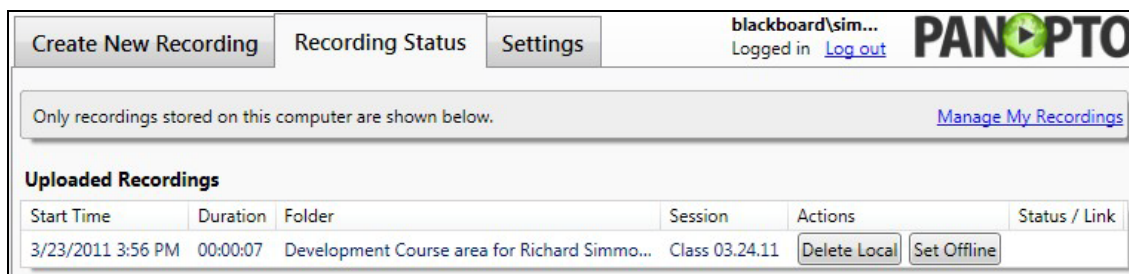 Create New Recording Recording Status Settings blackboard\sim... PANOPTO
Logged in Log out
Only recordings stored on this computer are shown below. Manage My Recordings
Uploaded Recordings
Start Time Duration Folder Session Actions Status / Link
3/23/2011 3:56 PM 00:00:07 Development Course area for Richard Simmo... Class 03.24.11 Delete Local Set Offline